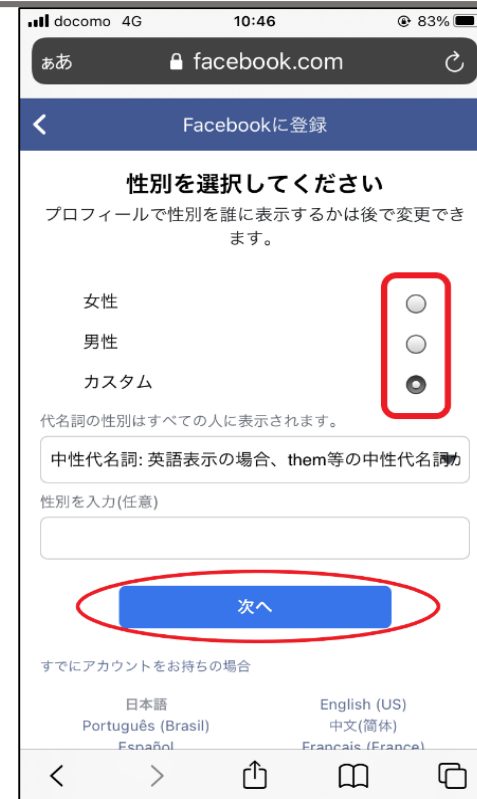 docomo 4G 10:46 83%
ぁあ facebook.com
Facebookに登録
性別を選択してください
プロフィールで性別を誰に表示するかは後で変更でき
ます。
女性
男性
カスタム
代名詞の性別はすべての人に表示されます。
中性代名詞: 英語表示の場合、them等の中性代名詞
性別を入力(任意)
次へ
すでにアカウントをお持ちの場合
日本語 English (US)
Português (Brasil) 中文(简体)
Español Français (France)